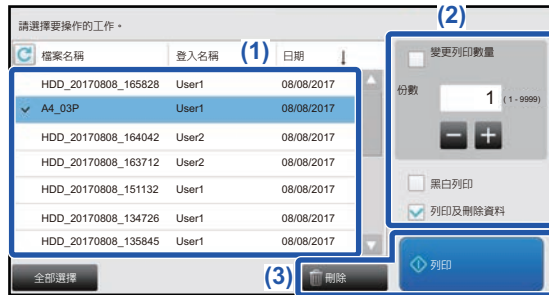 (2)
請選擇要操作的工作。
檔案名稱 登入名稱 (1) 日期
變更列印數量
HDD_20170808_165828 User1 08/08/2017
份數 1 (1 - 9999)
A4_03P User1 08/08/2017
HDD_20170808_164042 User2 08/08/2017
HDD_20170808_163712 User2 08/08/2017
HDD_20170808_151132 User1 08/08/2017
黑白列印
HDD_20170808_134726 User1 08/08/2017
列印及刪除資料
HDD_20170808_135845 User1 08/08/2017
全部選擇 (3) 刪除 列印